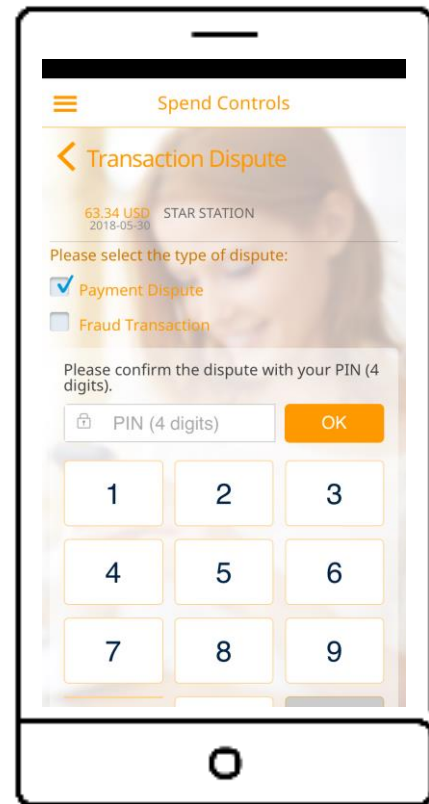 Spend Controls
Transaction Dispute
63.34 USD STAR STATION
2018-05-30
Please select the type of dispute:
Payment Dispute
Fraud Transaction
Please confirm the dispute with your PIN (4
digits).
PIN (4 digits) OK
1 2 3
4 5 6
7 8 9